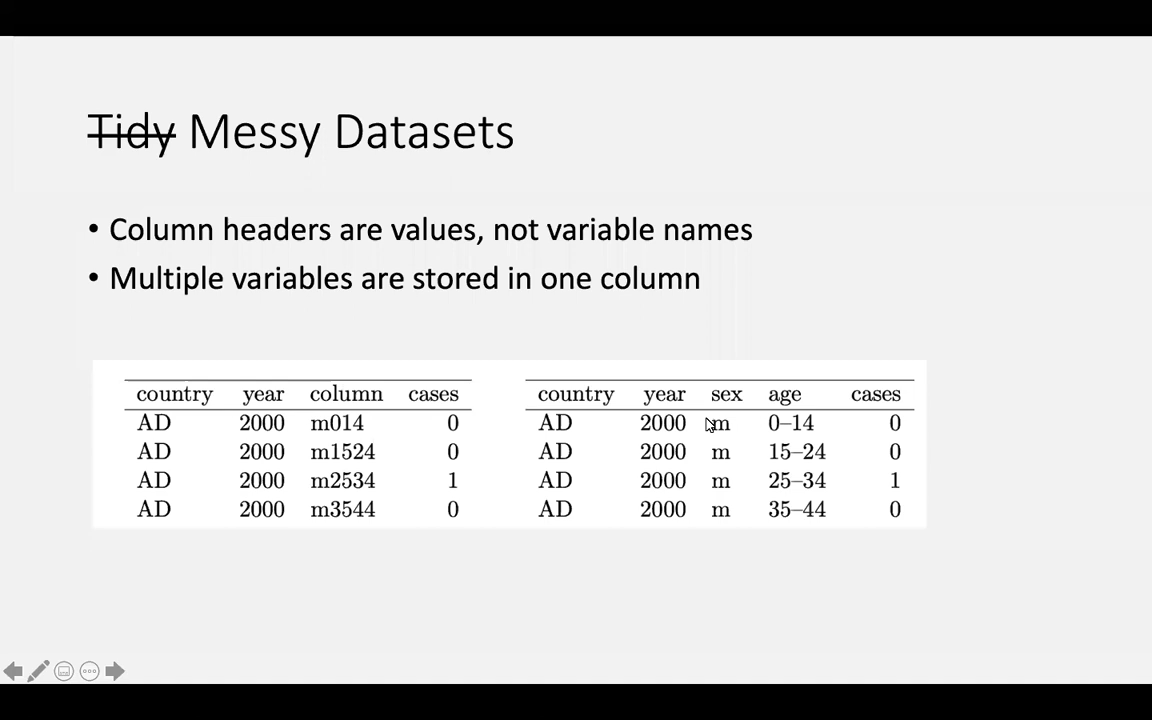 Tidy Messy Datasets
• Column headers are values, not variable names
• Multiple variables are stored in one column
country year column cases
AD 2000 m014 0
AD 2000 m1524 0
AD 2000 m2534 1
AD 2000 m3544 0
country year sex age cases
AD 2000 m 0–14 0
AD 2000 m 15–24 0
AD 2000 m 25–34 1
AD 2000 m 35–44 0